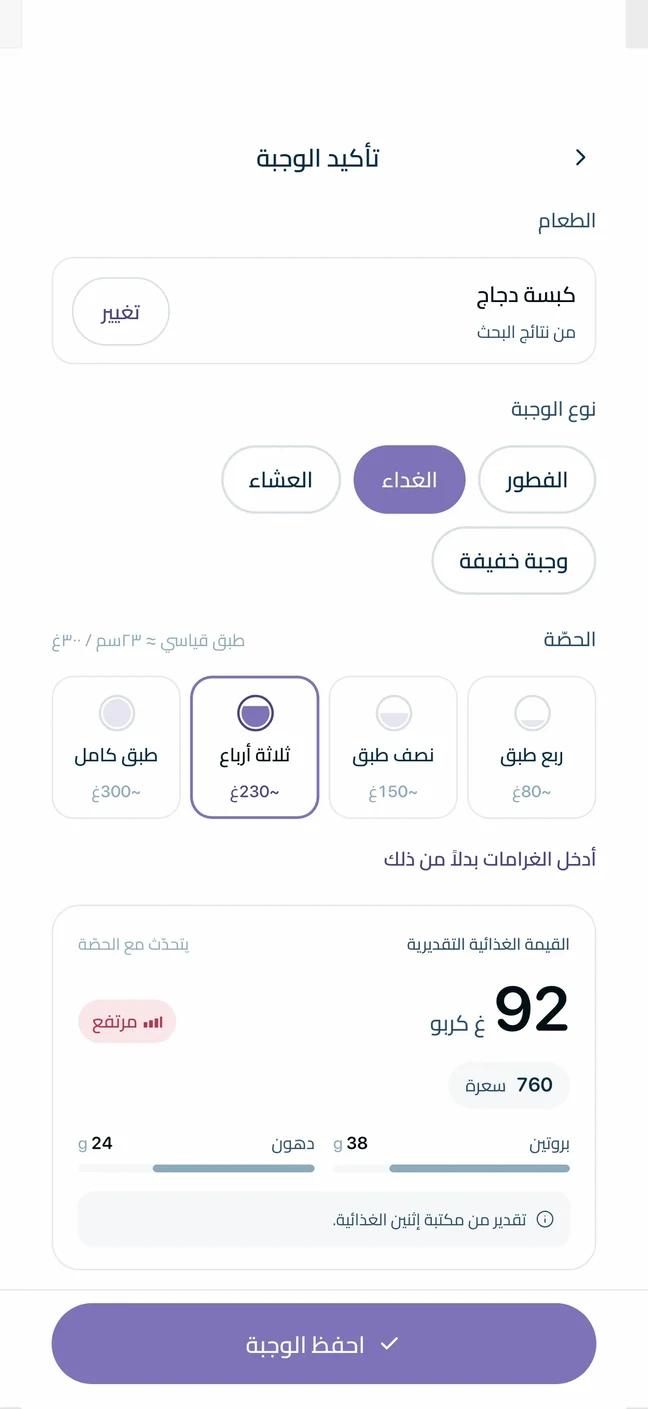 تأكيد الوجبة
الطعام
كبسة دجاج
من نتائج البحث
تغيير
نوع الوجبة
الفطور
الغداء
العشاء
وجبة خفيفة
الحصّة
طبق قياسي ≈ ٢٣سم / ٣٠٠غ
ربع طبق
~80غ
نصف طبق
~150غ
ثلاثة أرباع
~230غ
طبق كامل
~300غ
أدخل الغرامات بدلاً من ذلك
القيمة الغذائية التقديرية
يتحدّث مع الحصّة
92 غ كربو
مرتفع
760 سعرة
بروتين
38 g
دهون
24 g
تقدير من مكتبة إثنين الغذائية.
احفظ الوجبة